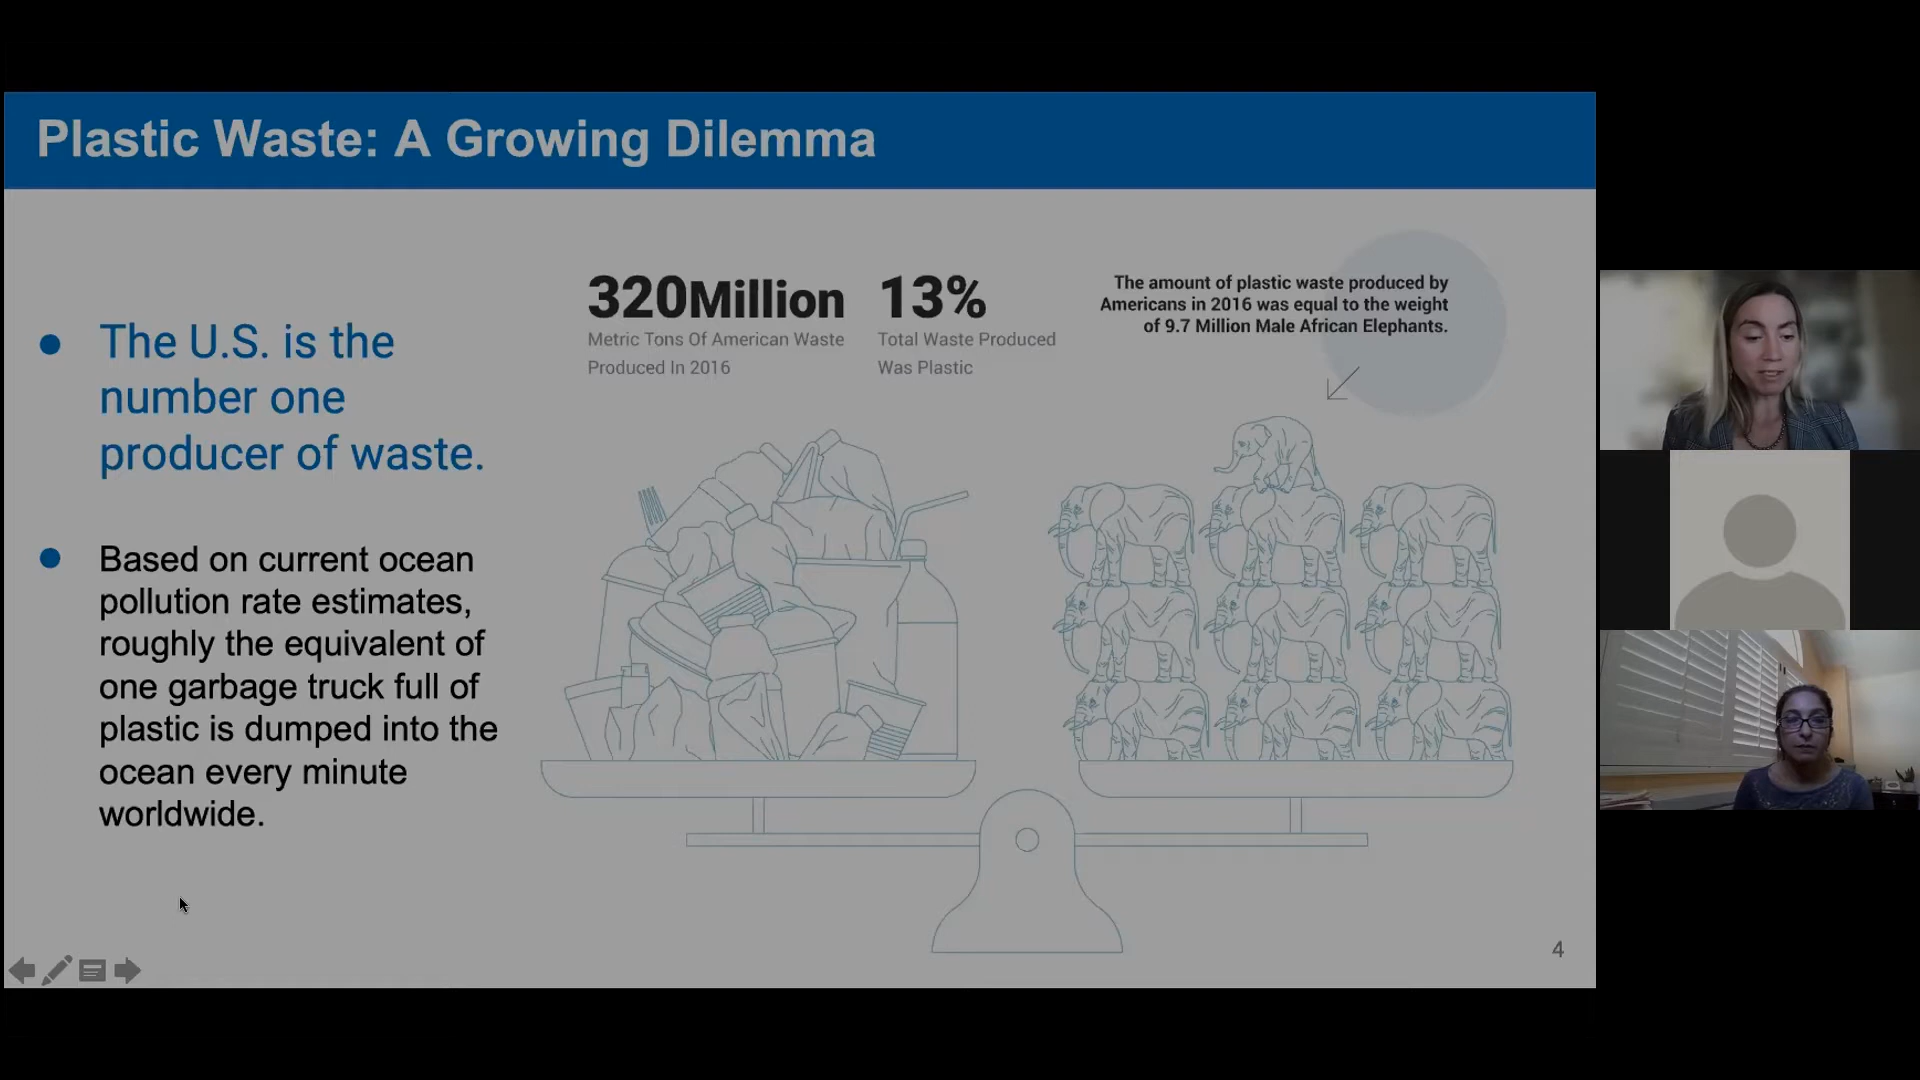 Plastic Waste: A Growing Dilemma
The U.S. is the
number one
producer of waste.
Based on current ocean
pollution rate estimates,
roughly the equivalent of
one garbage truck full of
plastic is dumped into the
ocean every minute
worldwide.
320Million
Metric Tons Of American Waste
Produced In 2016
13%
Total Waste Produced
Was Plastic
The amount of plastic waste produced by
Americans in 2016 was equal to the weight
of 9.7 Million Male African Elephants.
4